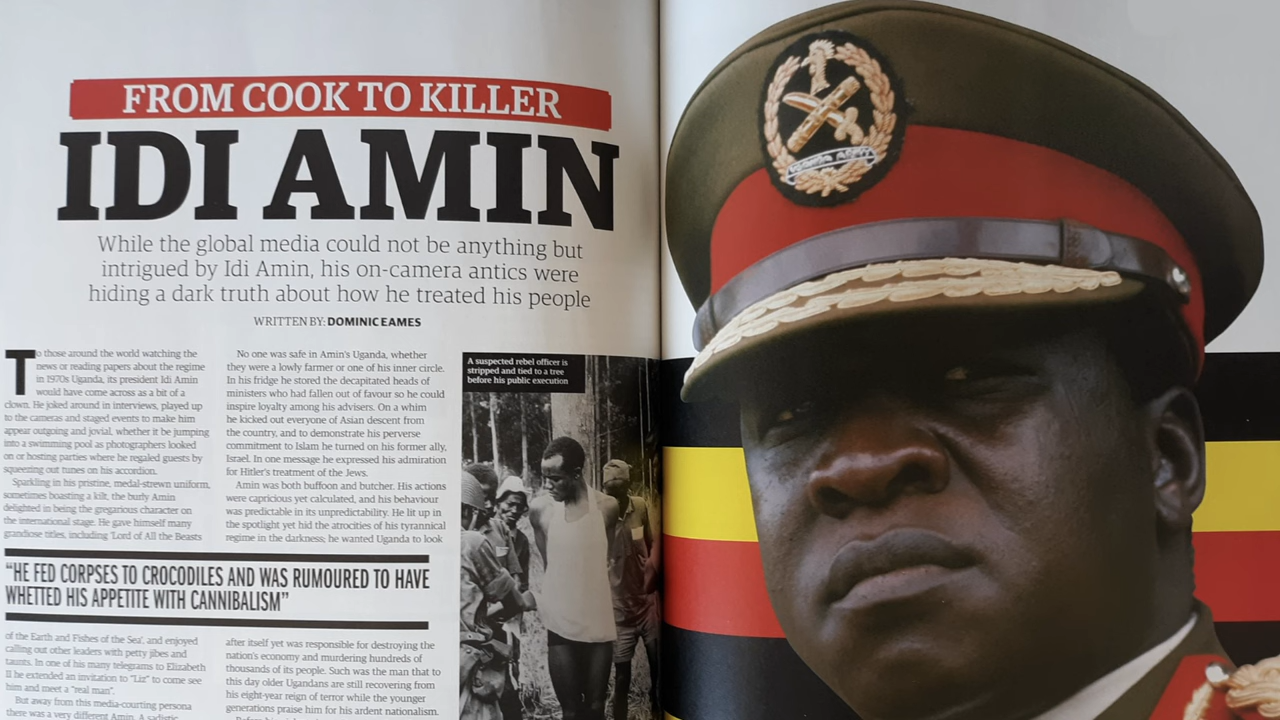 FROM COOK TO KILLER
IDI AMIN
While the global media could not be anything but
intrigued by Idi Amin, his on-camera antics were
hiding a dark truth about how he treated his people
WRITTEN BY: DOMINIC EAMES
To those around the world watching the
news or reading papers about the regime
in 1970s Uganda, its president Idi Amin
would have come across as a bit of a
clown. He joked around in interviews, played up
to the cameras and staged events to make him
appear outgoing and jovial, whether it be jumping
into a swimming pool as photographers looked
on or hosting parties where he regaled guests by
squeezing out tunes on his accordion.
Sparkling in his pristine, medal-strewn uniform,
sometimes boasting a kilt, the burly Amin
delighted in being the gregarious character on
the international stage. He gave himself many
grandiose titles, including 'Lord of All the Beasts
"HE FED CORPSES TO CROCODILES AND WAS RUMOURED TO HAVE
WHETTED HIS APPETITE WITH CANNIBALISM"
of the Earth and Fishes of the Sea', and enjoyed
calling out other leaders with petty jibes and
taunts. In one of his many telegrams to Elizabeth
II he extended an invitation to "Liz" to come see
him and meet a "real man".
But away from this media-courting persona
there was a very different Amin. A sadistic
No one was safe in Amin's Uganda, whether
they were a lowly farmer or one of his inner circle.
In his fridge he stored the decapitated heads of
ministers who had fallen out of favour so he could
inspire loyalty among his advisers. On a whim
he kicked out everyone of Asian descent from
the country, and to demonstrate his perverse
commitment to Islam he turned on his former ally,
Israel. In one message he expressed his admiration
for Hitler's treatment of the Jews.
Amin was both buffoon and butcher. His actions
were capricious yet calculated, and his behaviour
was predictable in its unpredictability. He lit up in
the spotlight yet hid the atrocities of his tyrannical
regime in the darkness; he wanted Uganda to look
after itself yet was responsible for destroying the
nation's economy and murdering hundreds of
thousands of its people. Such was the man that to
this day older Ugandans are still recovering from
his eight-year reign of terror while the younger
generations praise him for his ardent nationalism.
A suspected rebel officer is
stripped and tied to a tree
before his public execution
UGANDA ARMY